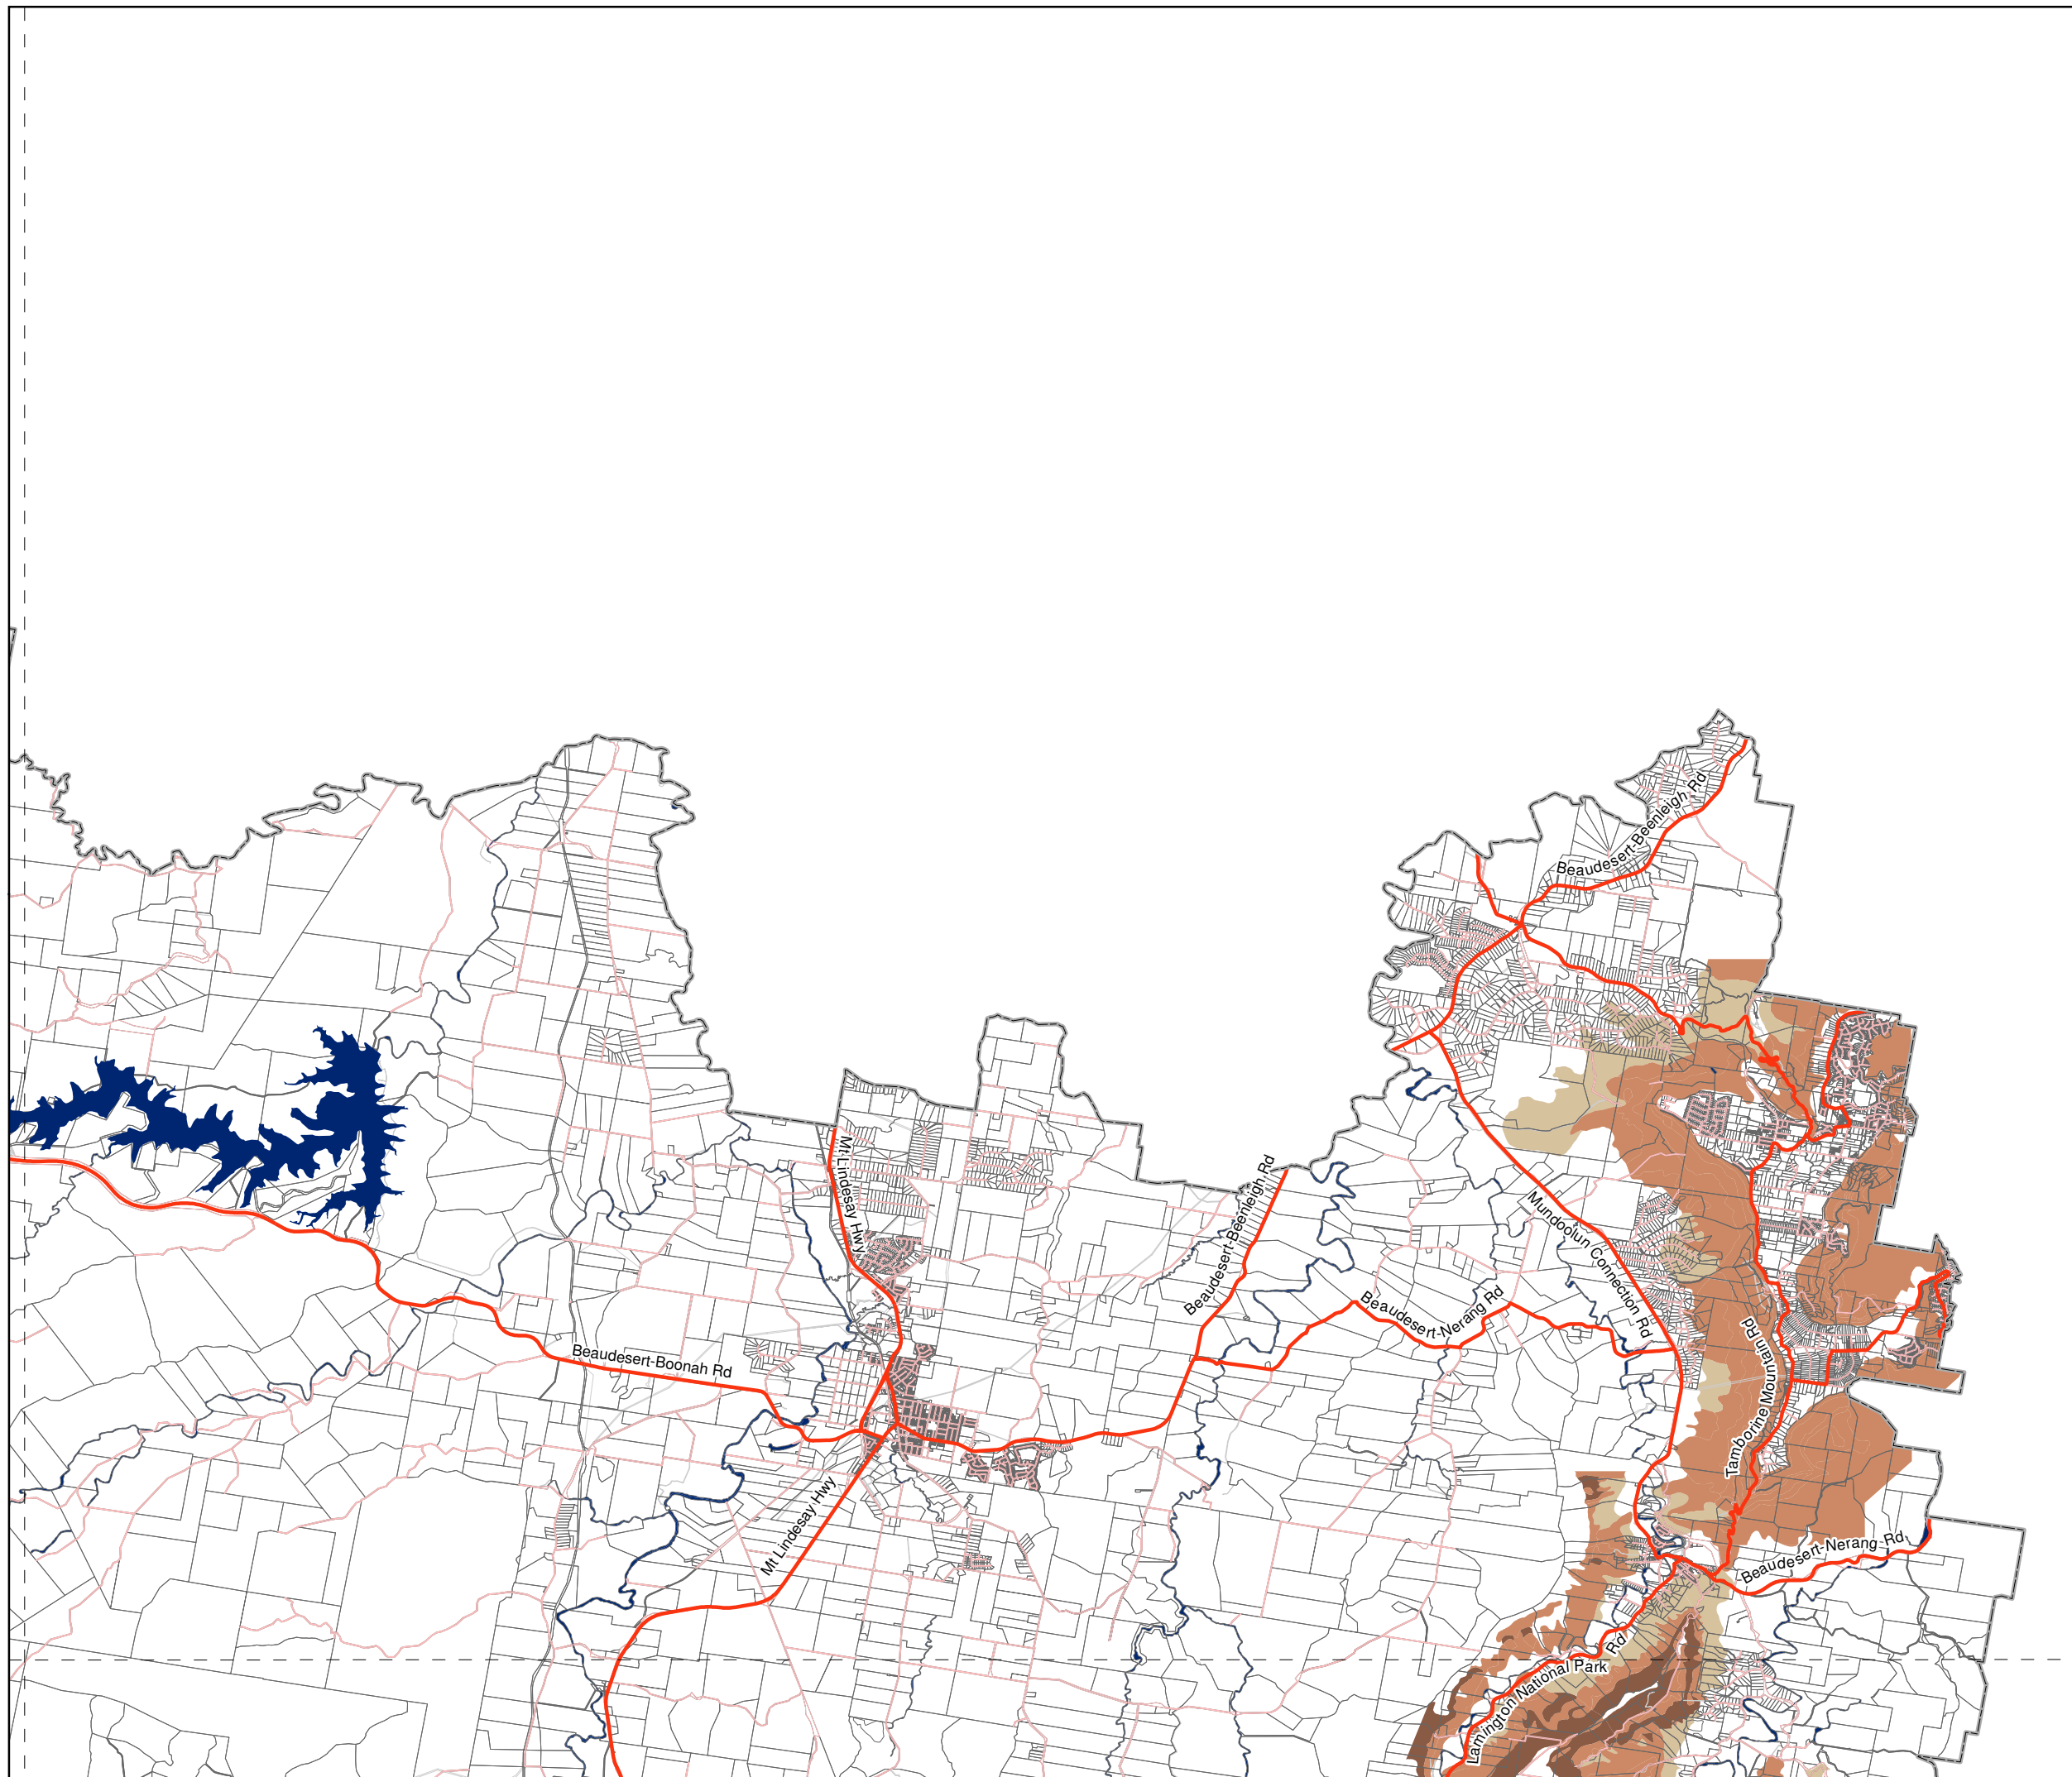 Beaudesert-Beenleigh Rd
Mt Lindesay Hwy
Beaudesert-Beenleigh Rd
Mundoolun Connection Rd
Beaudesert-Nerang Rd
Beaudesert-Boonah Rd
Tamborine Mountain Rd
Mt Lindesay Hwy
Beaudesert-Nerang Rd
Lamington National Park Rd